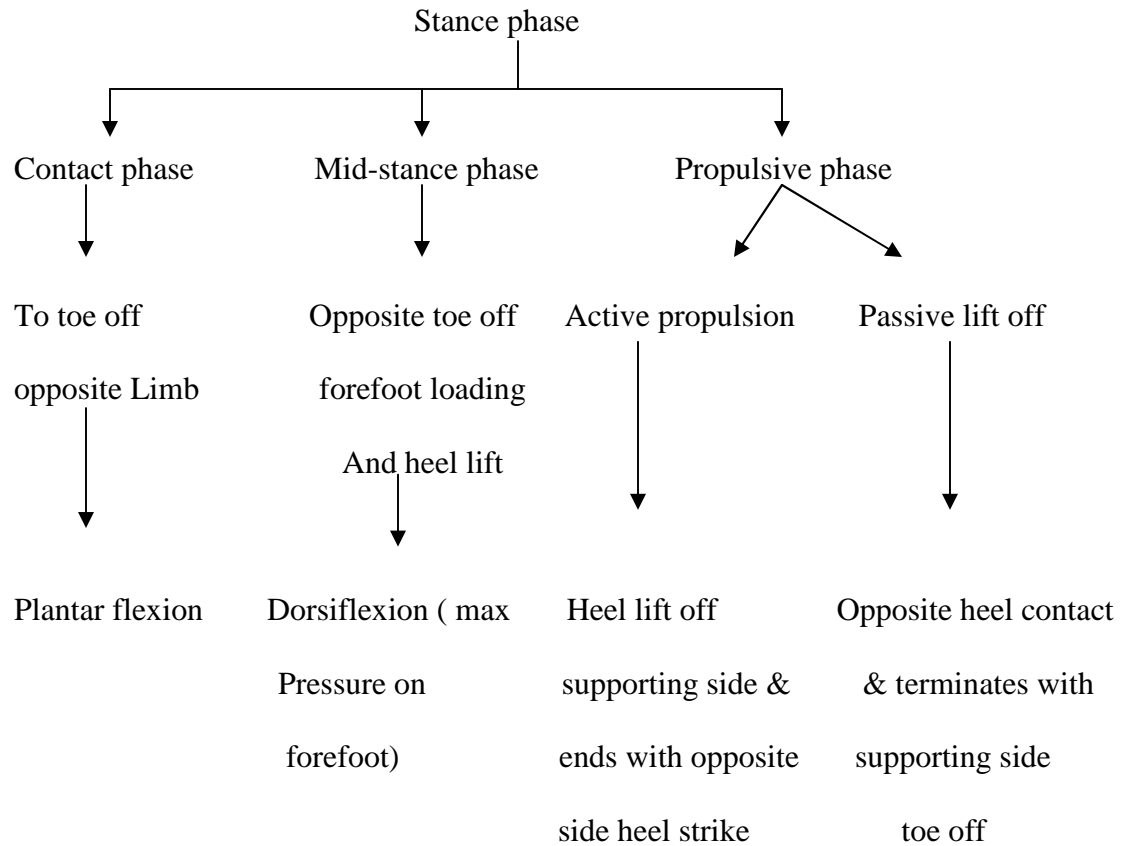 Stance phase
Contact phase
Mid-stance phase
Propulsive phase
To toe off
opposite Limb
Opposite toe off
forefoot loading
And heel lift
Active propulsion
Passive lift off
Plantar flexion
Dorsiflexion ( max
Pressure on
forefoot)
Heel lift off
supporting side &
ends with opposite
side heel strike
Opposite heel contact
& terminates with
supporting side
toe off